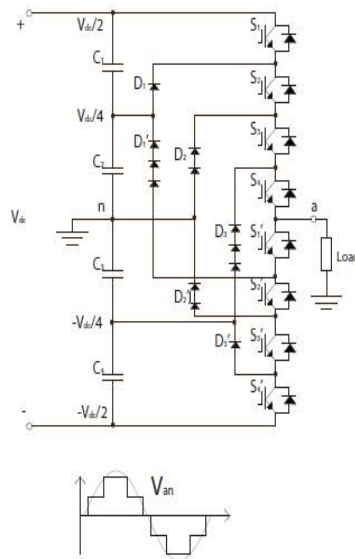 +
Vdc/2
S₁
C₁
D₁
S₂
Vdc/4
D₁'
D₂
S₃
C₂
S₄
Vdc
n
D₃
a
S₁'
Load
C₃
D₂'
S₂'
-Vdc/4
D₃'
S₃'
C₄
S₄'
-
-Vdc/2
Van